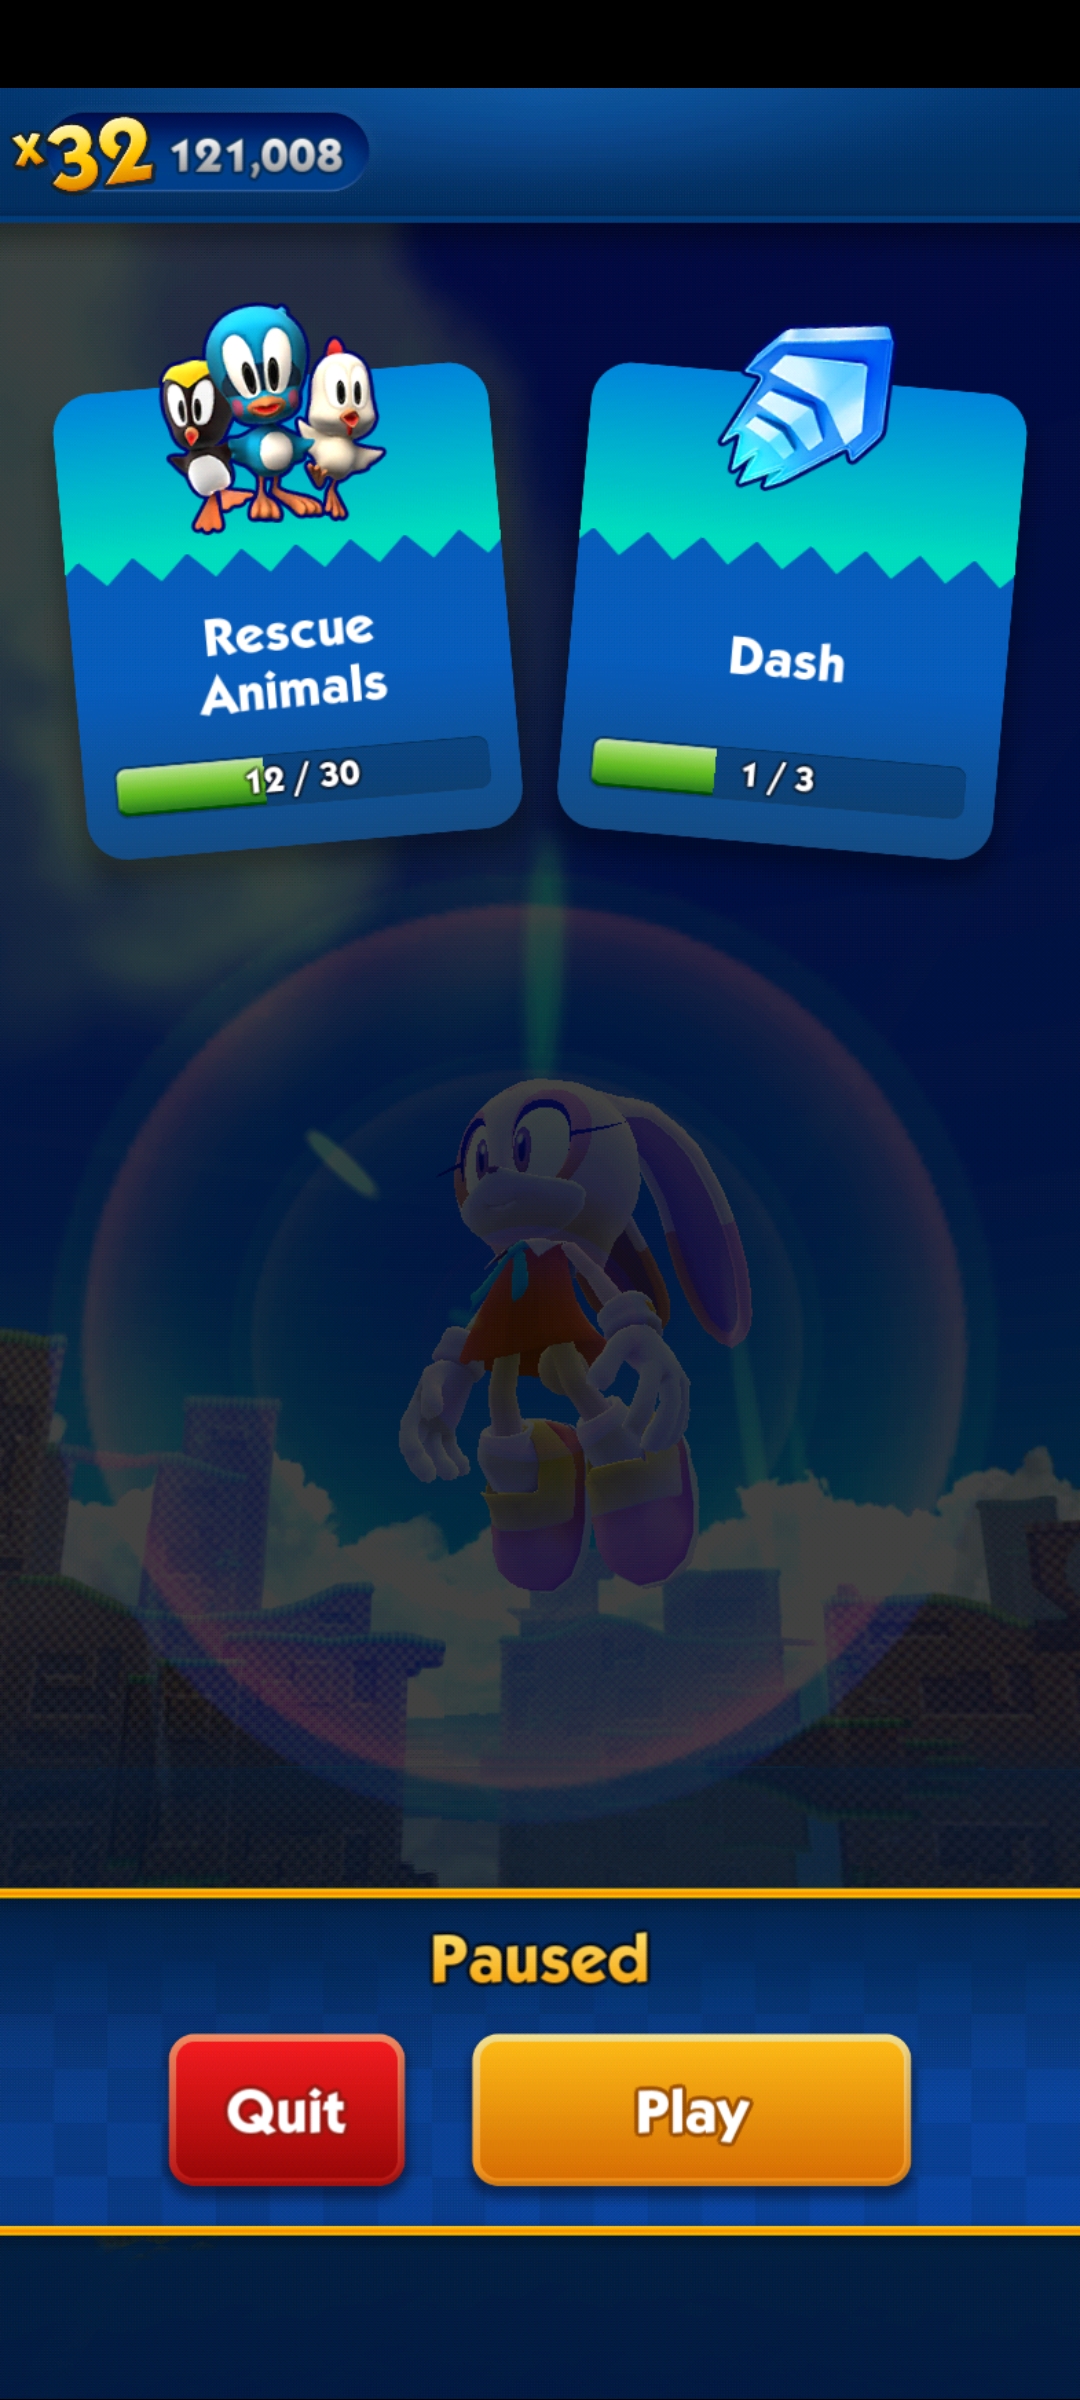 x32 121,008
Rescue
Animals
12 / 30
Dash
1 / 3
Paused
Quit
Play